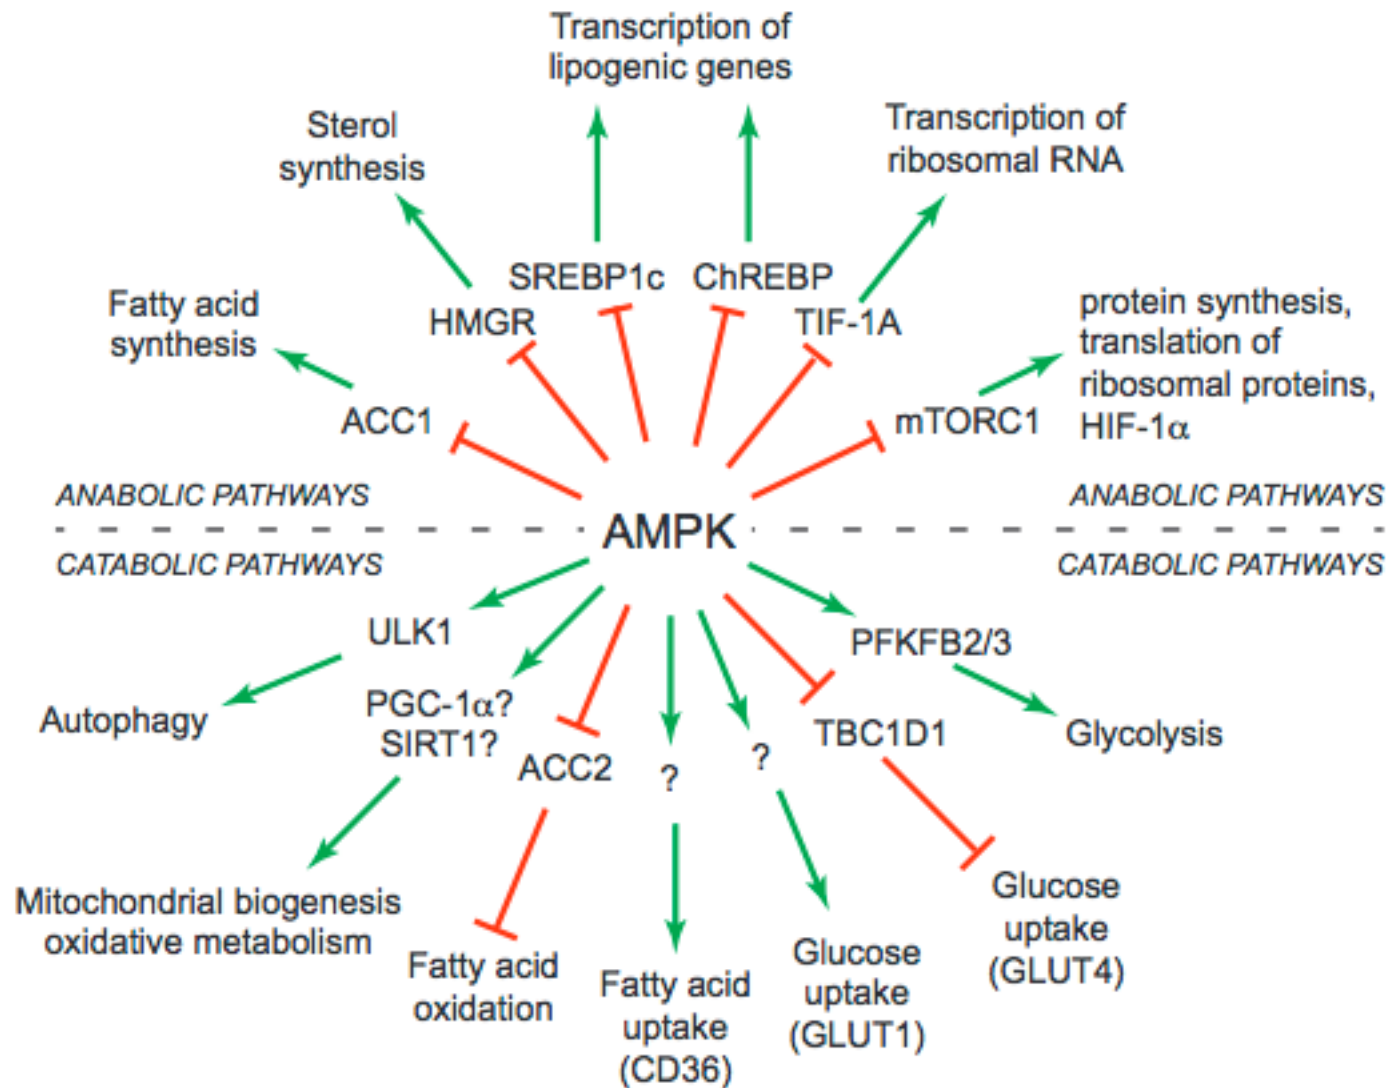 Transcription of
lipogenic genes
Sterol
synthesis
Transcription of
ribosomal RNA
SREBP1c
ChREBP
HMGR
TIF-1A
Fatty acid
synthesis
protein synthesis,
translation of
ribosomal proteins,
HIF-1α
ACC1
mTORC1
ANABOLIC PATHWAYS
ANABOLIC PATHWAYS
AMPK
CATABOLIC PATHWAYS
CATABOLIC PATHWAYS
ULK1
PFKFB2/3
Autophagy
PGC-1α?
SIRT1?
ACC2
?
?
TBC1D1
Glycolysis
Mitochondrial biogenesis
oxidative metabolism
Fatty acid
oxidation
Fatty acid
uptake
(CD36)
Glucose
uptake
(GLUT1)
Glucose
uptake
(GLUT4)